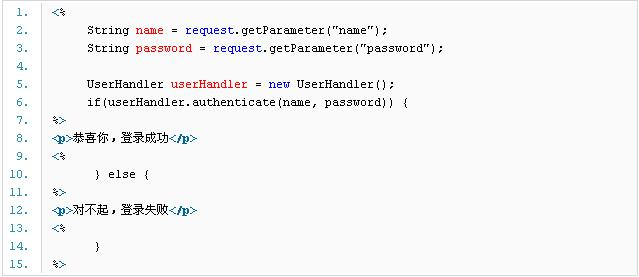 1. <%
2. String name = request.getParameter("name");
3. String password = request.getParameter("password");
4.
5. UserHandler userHandler = new UserHandler();
6. if(userHandler.authenticate(name, password)) {
7. %>
8. <p>恭喜你，登录成功</p>
9. <%
10. } else {
11. %>
12. <p>对不起，登录失败</p>
13. <%
14. }
15. %>